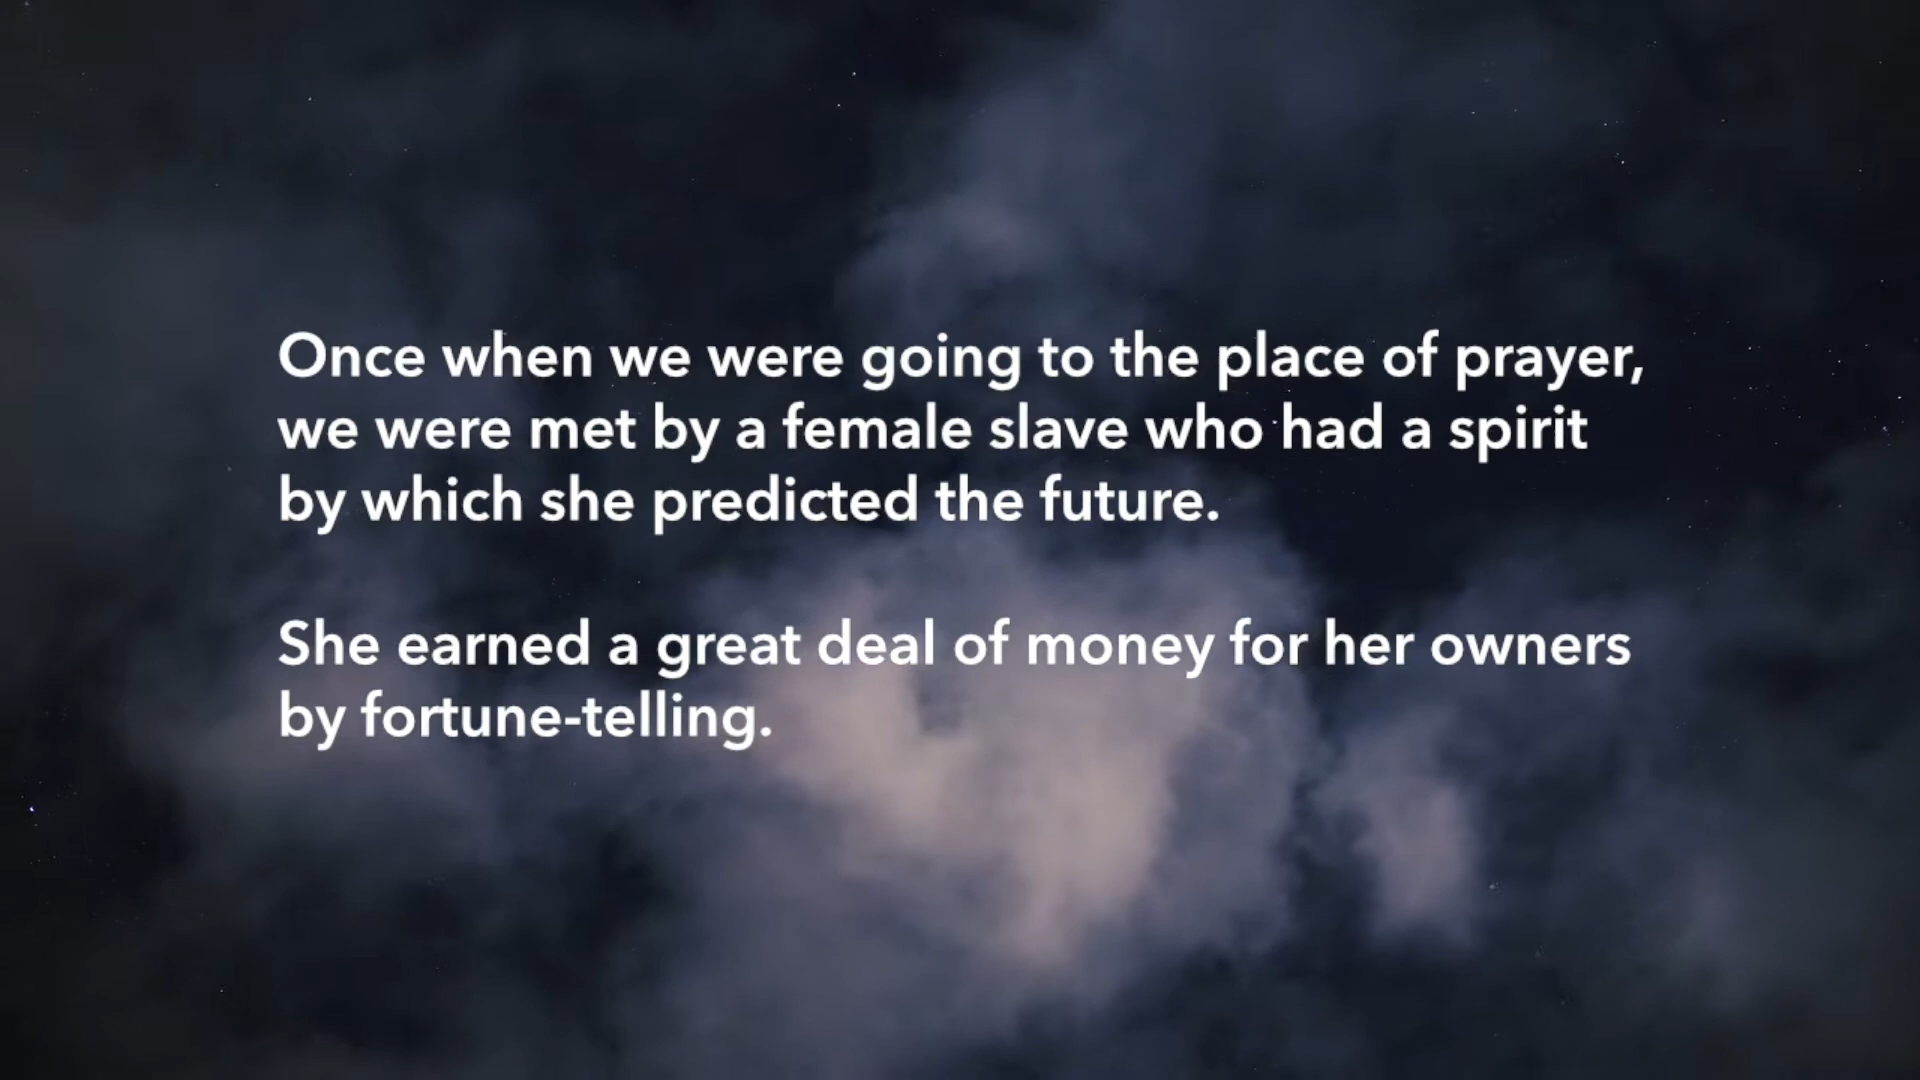 Once when we were going to the place of prayer,
we were met by a female slave who had a spirit
by which she predicted the future.
She earned a great deal of money for her owners
by fortune-telling.